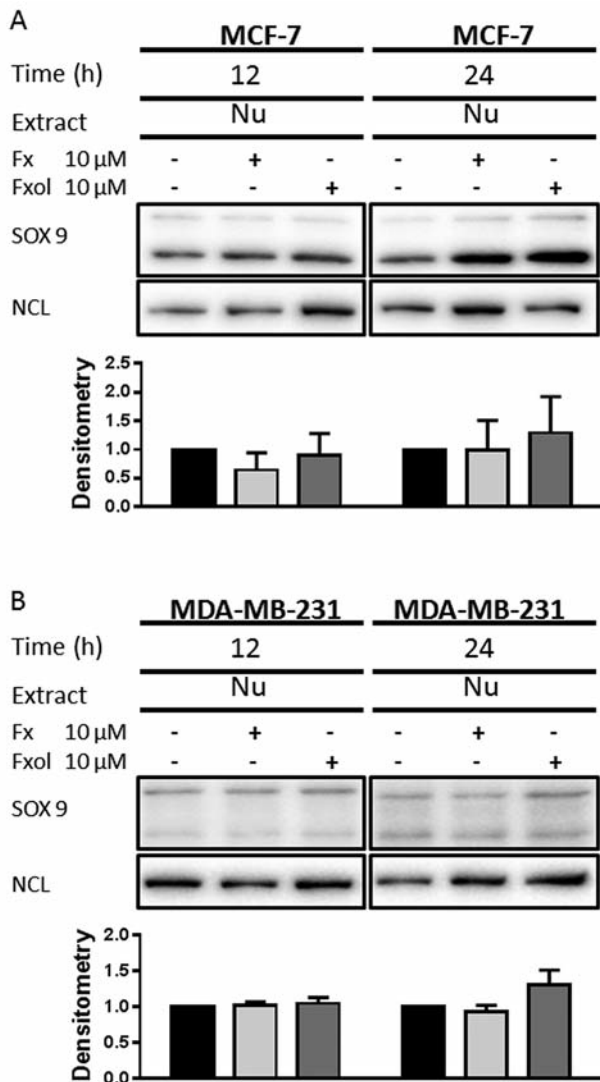 A
MCF-7 MCF-7
Time (h) 12 24
Extract Nu Nu
Fx 10 µM - + - - + -
Fxol 10 µM - - + - - +
SOX 9
NCL
Densitometry
2.5
2.0
1.5
1.0
0.5
0.0
B
MDA-MB-231 MDA-MB-231
Time (h) 12 24
Extract Nu Nu
Fx 10 µM - + - - + -
Fxol 10 µM - - + - - +
SOX 9
NCL
Densitometry
2.0
1.5
1.0
0.5
0.0